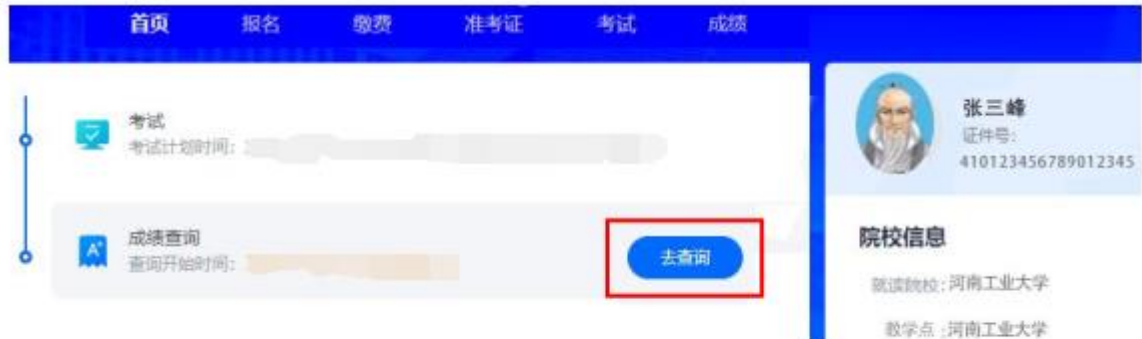 首页 报名 缴费 准考证 考试 成绩
考试
考试计划时间:
成绩查询
查询开始时间:
去查询
张三峰
证件号:
410123456789012345
院校信息
就读院校:河南工业大学
教学点:河南工业大学